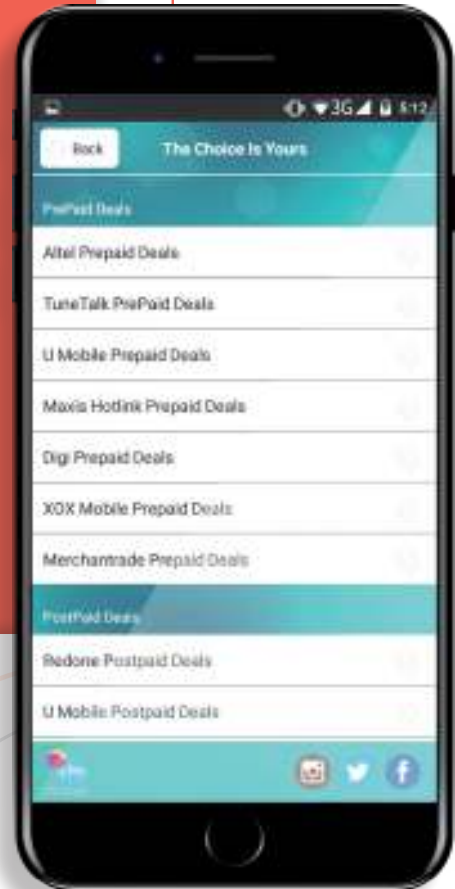 3G 5:12
Back
The Choice Is Yours
PrePaid Deals
Altel Prepaid Deals
TuneTalk PrePaid Deals
U Mobile Prepaid Deals
Maxis Hotlink Prepaid Deals
Digi Prepaid Deals
XOX Mobile Prepaid Deals
Merchantrade Prepaid Deals
PostPaid Deals
Redone Postpaid Deals
U Mobile Postpaid Deals